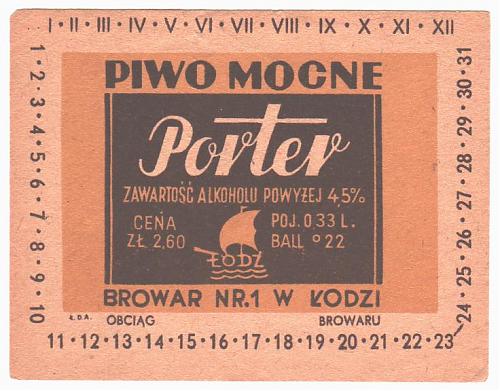 I · II · III · IV · V · VI · VII · VIII · IX · X · XI · XII
1 · 2 · 3 · 4 · 5 · 6 · 7 · 8 · 9 · 10
PIWO MOCNE
Porter
ZAWARTOŚĆ ALKOHOLU POWYŻEJ 4,5%
CENA
ZŁ 2,60
POJ. 0,33 L.
BALL ° 22
ŁÓDŹ
BROWAR NR.1 W ŁODZI
Ł.D.A. OBCIĄG BROWARU
11 · 12 · 13 · 14 · 15 · 16 · 17 · 18 · 19 · 20 · 21 · 22 · 23
24 · 25 · 26 · 27 · 28 · 29 · 30 · 31